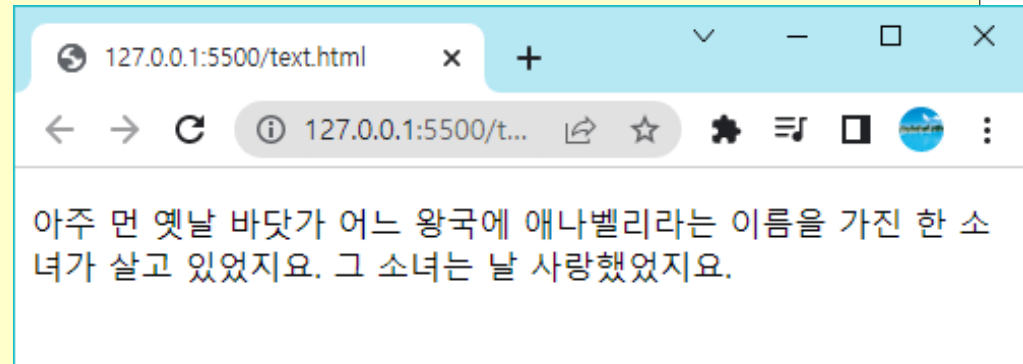 127.0.0.1:5500/text.html
127.0.0.1:5500/t...
아주 먼 옛날 바닷가 어느 왕국에 애나벨리라는 이름을 가진 한 소
녀가 살고 있었지요. 그 소녀는 날 사랑했었지요.